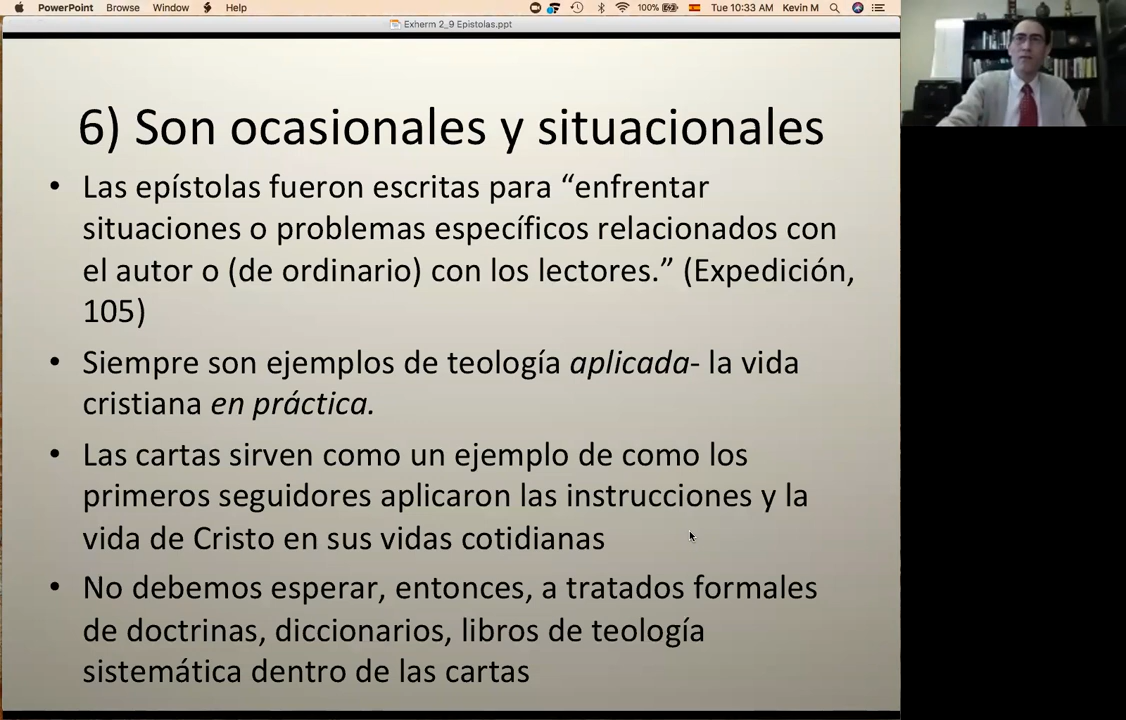 PowerPoint Browse Window Help 100% Tue 10:33 AM Kevin M
Exherm 2_9 Epistolas.ppt
6) Son ocasionales y situacionales
• Las epístolas fueron escritas para “enfrentar
situaciones o problemas específicos relacionados con
el autor o (de ordinario) con los lectores.” (Expedición,
105)
• Siempre son ejemplos de teología aplicada- la vida
cristiana en práctica.
• Las cartas sirven como un ejemplo de como los
primeros seguidores aplicaron las instrucciones y la
vida de Cristo en sus vidas cotidianas
• No debemos esperar, entonces, a tratados formales
de doctrinas, diccionarios, libros de teología
sistemática dentro de las cartas